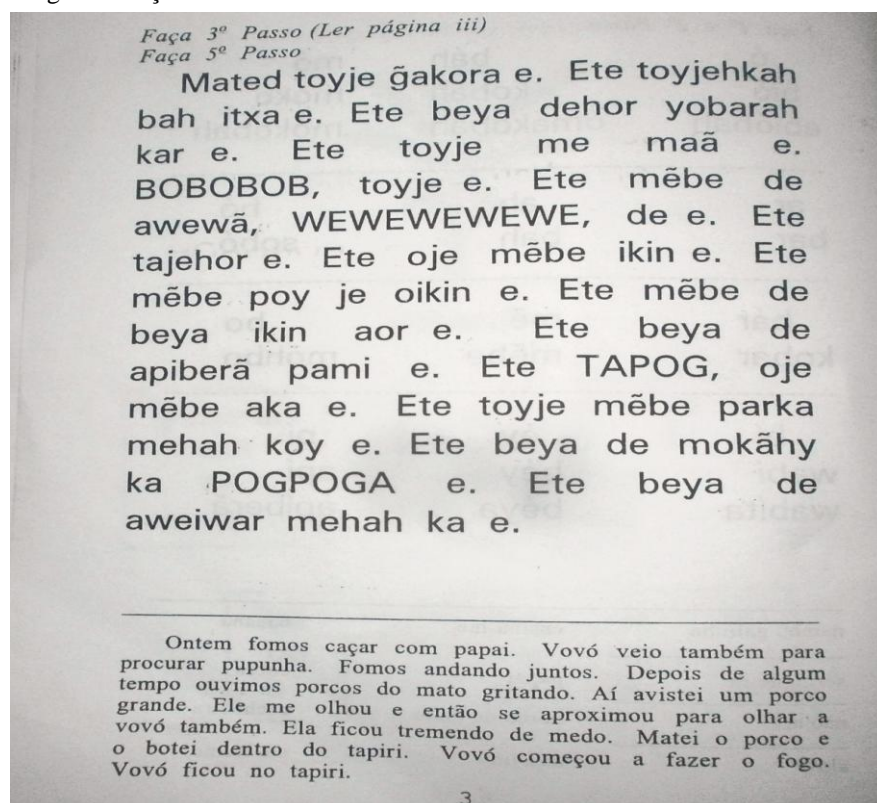 Faça 3º Passo (Ler página iii)
Faça 5º Passo
Mated toyje g̃akora e. Ete toyjehkah
bah itxa e. Ete beya dehor yobarah
kar e. Ete toyje me maã e.
BOBOBOB, toyje e. Ete mẽbe de
awewã, WEWEWEWEWE, de e. Ete
tajehor e. Ete oje mẽbe ikin e. Ete
mẽbe poy je oikin e. Ete mẽbe de
beya ikin aor e. Ete beya de
apiberã pami e. Ete TAPOG, oje
mẽbe aka e. Ete toyje mẽbe parka
mehah koy e. Ete beya de mokãhy
ka POGPOGA e. Ete beya de
aweiwar mehah ka e.
Ontem fomos caçar com papai. Vovó veio também para
procurar pupunha. Fomos andando juntos. Depois de algum
tempo ouvimos porcos do mato gritando. Aí avistei um porco
grande. Ele me olhou e então se aproximou para olhar a
vovó também. Ela ficou tremendo de medo. Matei o porco e
o botei dentro do tapiri. Vovó começou a fazer o fogo.
Vovó ficou no tapiri.
3